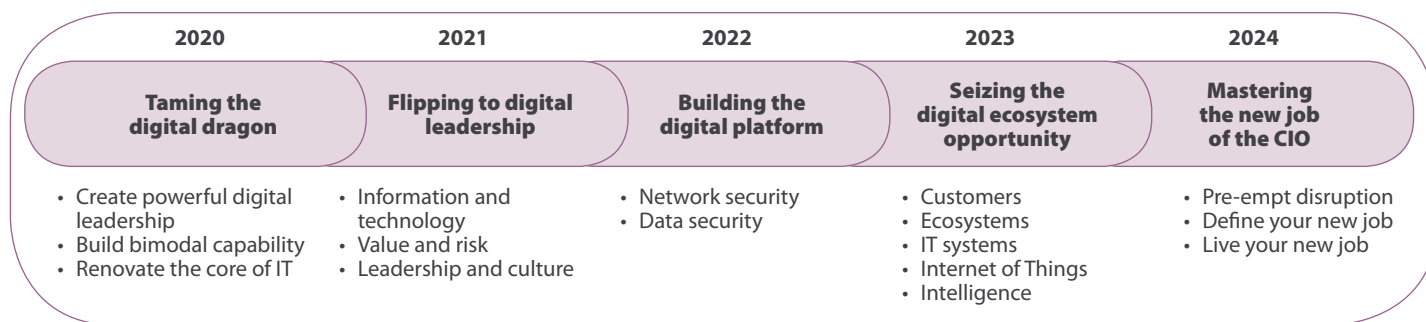 2020
2021
2022
2023
2024
Taming the
digital dragon
Flipping to digital
leadership
Building the
digital platform
Seizing the
digital ecosystem
opportunity
Mastering
the new job
of the CIO
• Create powerful digital
leadership
• Build bimodal capability
• Renovate the core of IT
• Information and
technology
• Value and risk
• Leadership and culture
• Network security
• Data security
• Customers
• Ecosystems
• IT systems
• Internet of Things
• Intelligence
• Pre-empt disruption
• Define your new job
• Live your new job